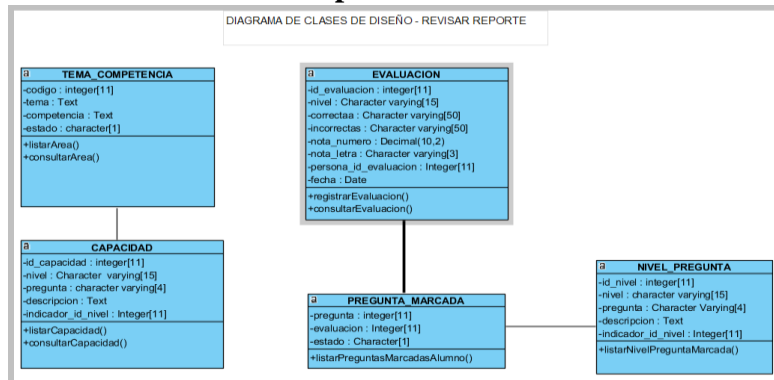 DIAGRAMA DE CLASES DE DISEÑO - REVISAR REPORTE
a TEMA_COMPETENCIA
-codigo : integer[11]
-tema : Text
-competencia : Text
-estado : character[1]
+listarArea()
+consultarArea()
a EVALUACION
-id_evaluacion : integer[11]
-nivel : Character varying[15]
-correctaa : Character varying[50]
-incorrectas : Character varying[50]
-nota_numero : Decimal(10,2)
-nota_letra : Character varying[3]
-persona_id_evaluacion : Integer[11]
-fecha : Date
+registrarEvaluacion()
+consultarEvaluacion()
a CAPACIDAD
-id_capacidad : integer[11]
-nivel : Character varying[15]
-pregunta : character varying[4]
-descripcion : Text
-indicador_id_nivel : Integer[11]
+listarCapacidad()
+consultarCapacidad()
a PREGUNTA_MARCADA
-pregunta : integer[11]
-evaluacion : Integer[11]
-estado : Character[1]
+listarPreguntasMarcadasAlumno()
a NIVEL_PREGUNTA
-id_nivel : integer[11]
-nivel : character varying[15]
-pregunta : Character Varying[4]
-descripcion : Text
-indicador_id_nivel : Integer[11]
+listarNivelPreguntaMarcada()